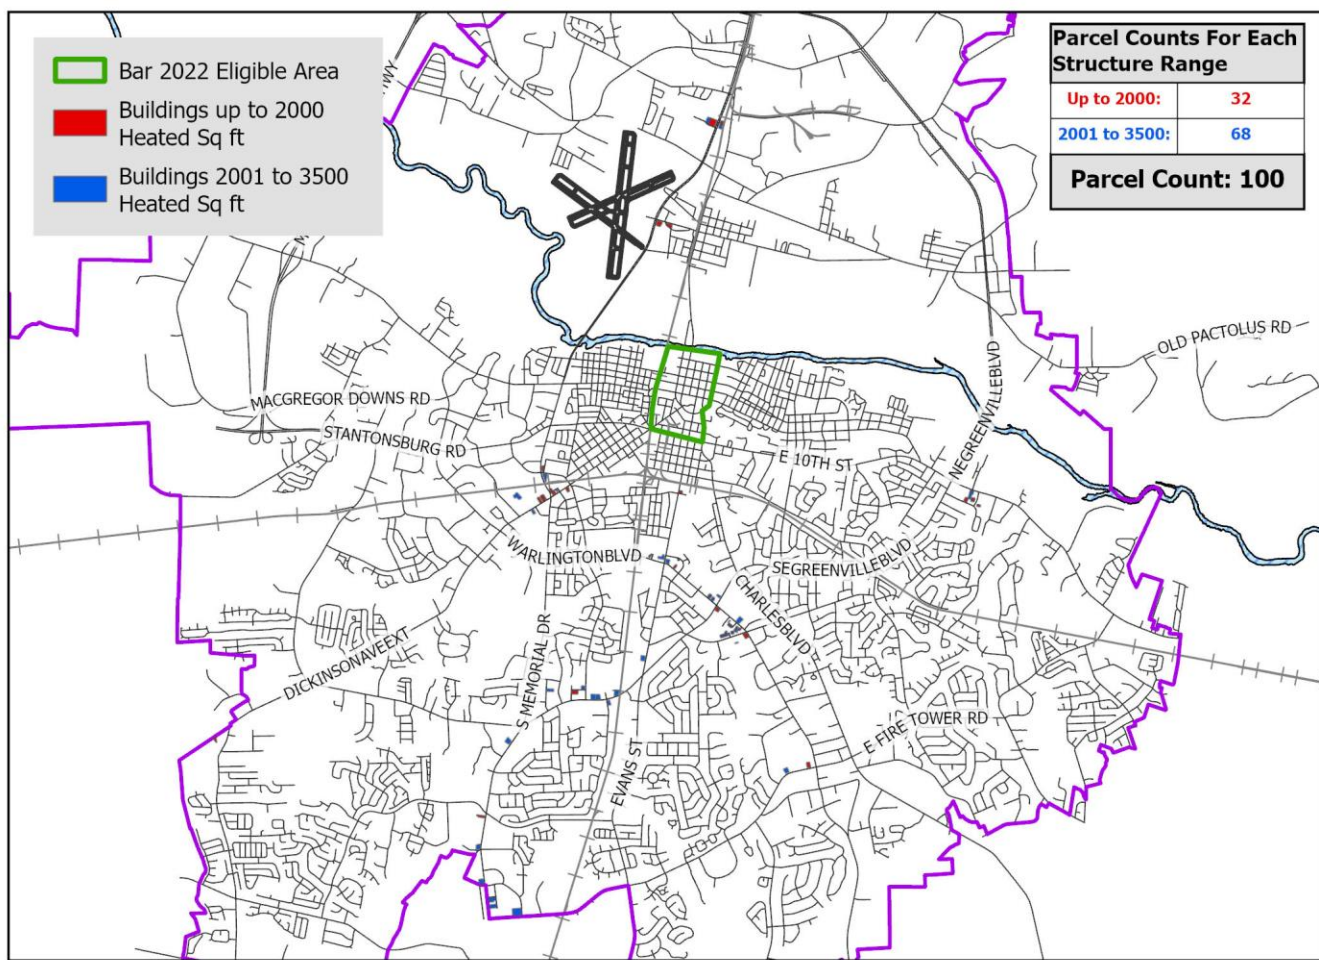 Bar 2022 Eligible Area
Buildings up to 2000
Heated Sq ft
Buildings 2001 to 3500
Heated Sq ft
Parcel Counts For Each
Structure Range
Up to 2000: 32
2001 to 3500: 68
Parcel Count: 100
HWY
OLD PACTOLUS RD
MACGREGOR DOWNS RD
STANTONSBURG RD
E 10TH ST
NEGREENVILLEBLVD
WARLINGTONBLVD
SEGREENVILLEBLVD
CHARLESBLVD
DICKINSONAVEEXT
S MEMORIAL DR
EVANS ST
E FIRE TOWER RD